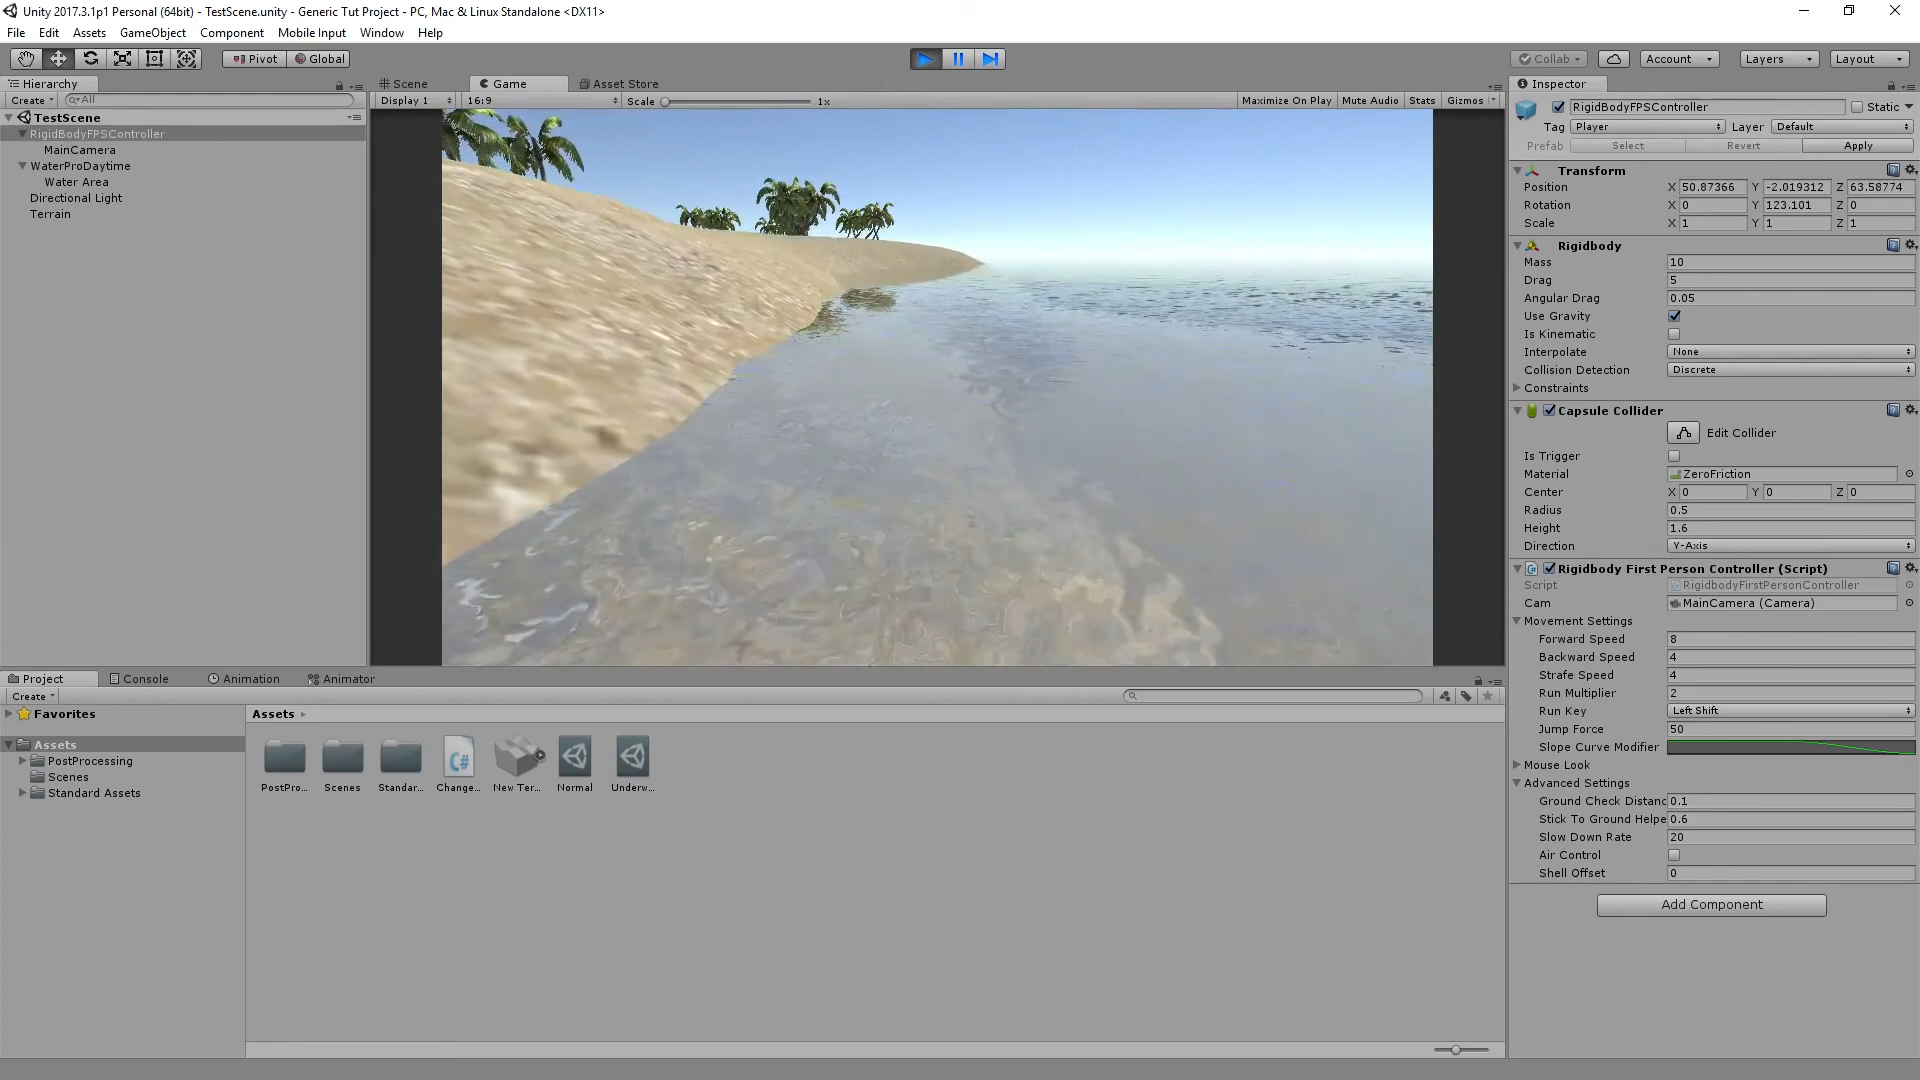 Unity 2017.3.1p1 Personal (64bit) - TestScene.unity - Generic Tut Project - PC, Mac & Linux Standalone <DX11>
File Edit Assets GameObject Component Mobile Input Window Help
Pivot Global Collab Account Layers Layout
Hierarchy
Create All
TestScene
RigidBodyFPSController
MainCamera
WaterProDaytime
Water Area
Directional Light
Terrain
Scene Game Asset Store
Display 1 16:9 Scale 1x Maximize On Play Mute Audio Stats Gizmos
Project Console Animation Animator
Create
Favorites
Assets
PostProcessing
Scenes
Standard Assets
Assets
PostPro... Scenes Standar... Change... New Ter... Normal Underw...
C#
Inspector
RigidBodyFPSController Static
Tag Player Layer Default
Prefab Select Revert Apply
Transform
Position X 50.87366 Y -2.019312 Z 63.58774
Rotation X 0 Y 123.101 Z 0
Scale X 1 Y 1 Z 1
Rigidbody
Mass 10
Drag 5
Angular Drag 0.05
Use Gravity
Is Kinematic
Interpolate None
Collision Detection Discrete
Constraints
Capsule Collider
Edit Collider
Is Trigger
Material ZeroFriction
Center X 0 Y 0 Z 0
Radius 0.5
Height 1.6
Direction Y-Axis
Rigidbody First Person Controller (Script)
Script RigidbodyFirstPersonController
Cam MainCamera (Camera)
Movement Settings
Forward Speed 8
Backward Speed 4
Strafe Speed 4
Run Multiplier 2
Run Key Left Shift
Jump Force 50
Slope Curve Modifier
Mouse Look
Advanced Settings
Ground Check Distanc 0.1
Stick To Ground Helpe 0.6
Slow Down Rate 20
Air Control
Shell Offset 0
Add Component